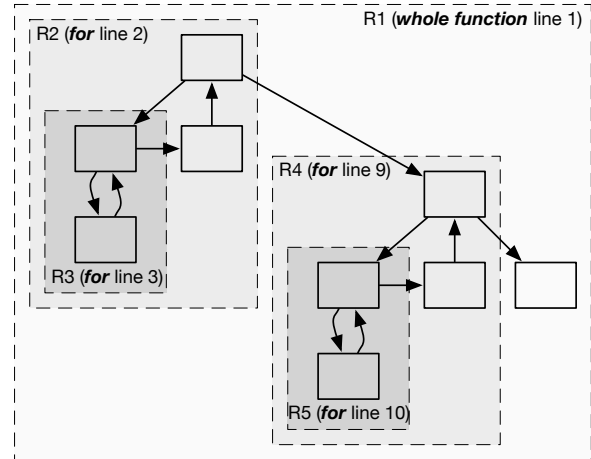 R1 (whole function line 1)
R2 (for line 2)
R4 (for line 9)
R3 (for line 3)
R5 (for line 10)